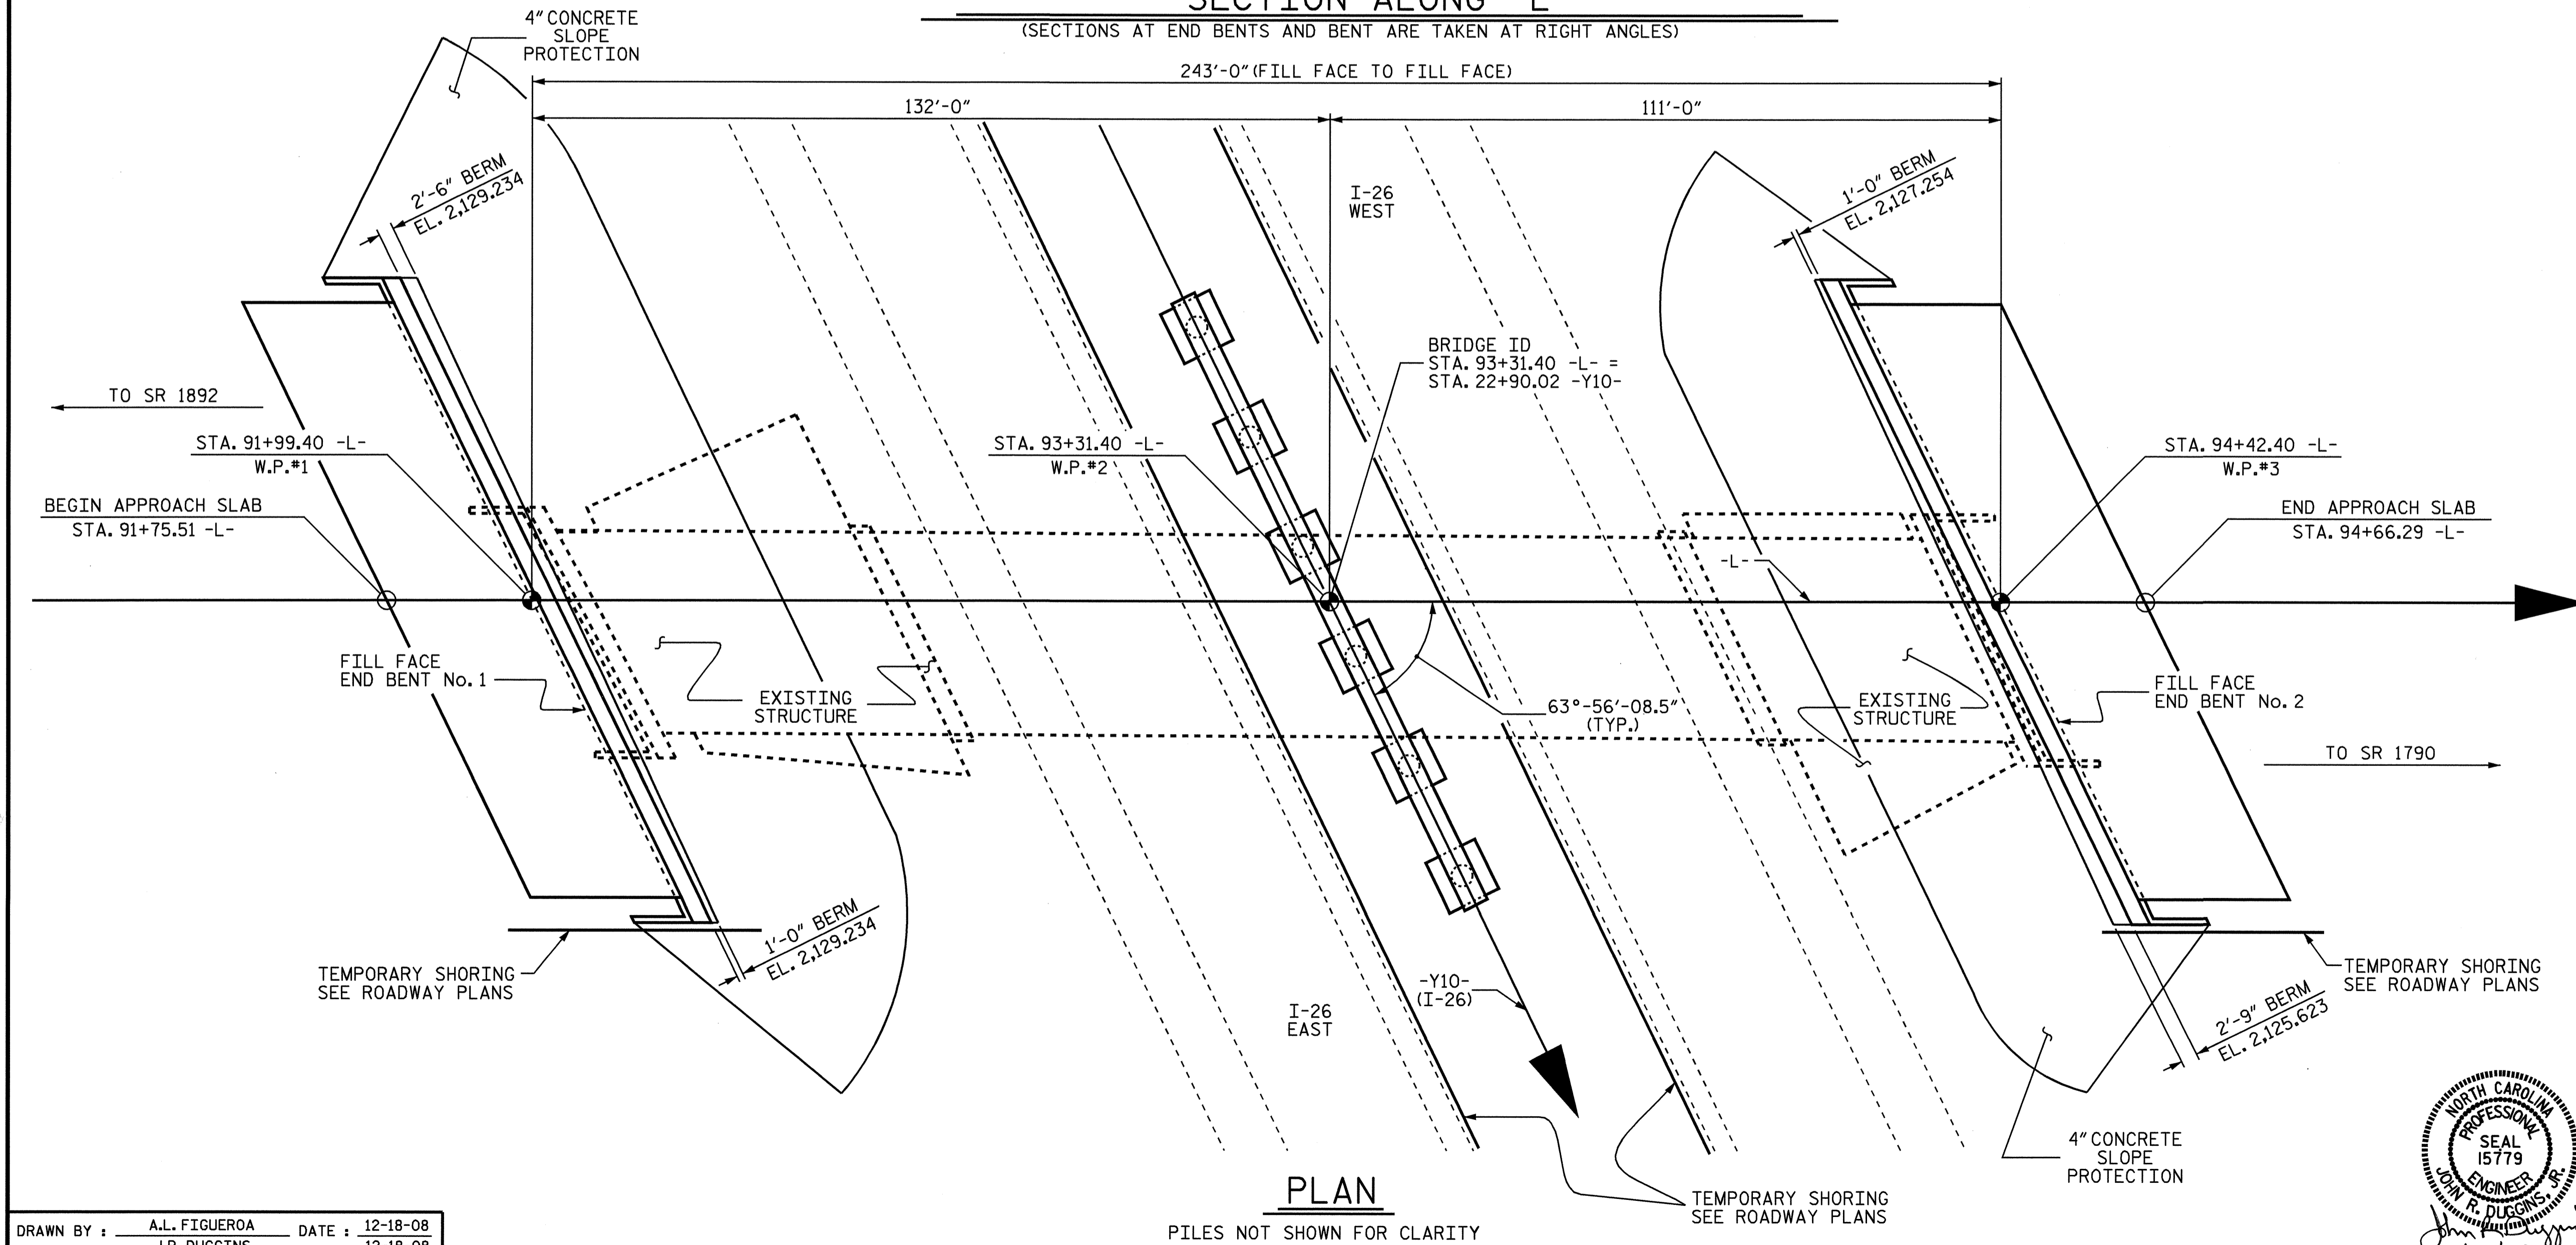 SECTION ALONG "L"
(SECTIONS AT END BENTS AND BENT ARE TAKEN AT RIGHT ANGLES)
4" CONCRETE
SLOPE
PROTECTION
243'-0" (FILL FACE TO FILL FACE)
132'-0"
111'-0"
2'-6" BERM
EL. 2,129.234
I-26
WEST
1'-0" BERM
EL. 2,127.254
BRIDGE ID
STA. 93+31.40 -L- =
STA. 22+90.02 -Y10-
TO SR 1892
STA. 91+99.40 -L-
W.P.#1
STA. 93+31.40 -L-
W.P.#2
STA. 94+42.40 -L-
W.P.#3
BEGIN APPROACH SLAB
STA. 91+75.51 -L-
END APPROACH SLAB
STA. 94+66.29 -L-
-L-
FILL FACE
END BENT No. 1
EXISTING
STRUCTURE
63°-56'-08.5"
(TYP.)
EXISTING
STRUCTURE
FILL FACE
END BENT No. 2
TO SR 1790
1'-0" BERM
EL. 2,129.234
TEMPORARY SHORING
SEE ROADWAY PLANS
-Y10-
(I-26)
I-26
EAST
TEMPORARY SHORING
SEE ROADWAY PLANS
2'-9" BERM
EL. 2,125.623
4" CONCRETE
SLOPE
PROTECTION
TEMPORARY SHORING
SEE ROADWAY PLANS
PLAN
PILES NOT SHOWN FOR CLARITY
NORTH CAROLINA
PROFESSIONAL
SEAL
15779
ENGINEER
JOHN R. DUGGINS, JR.
DRAWN BY : A.L. FIGUEROA DATE : 12-18-08